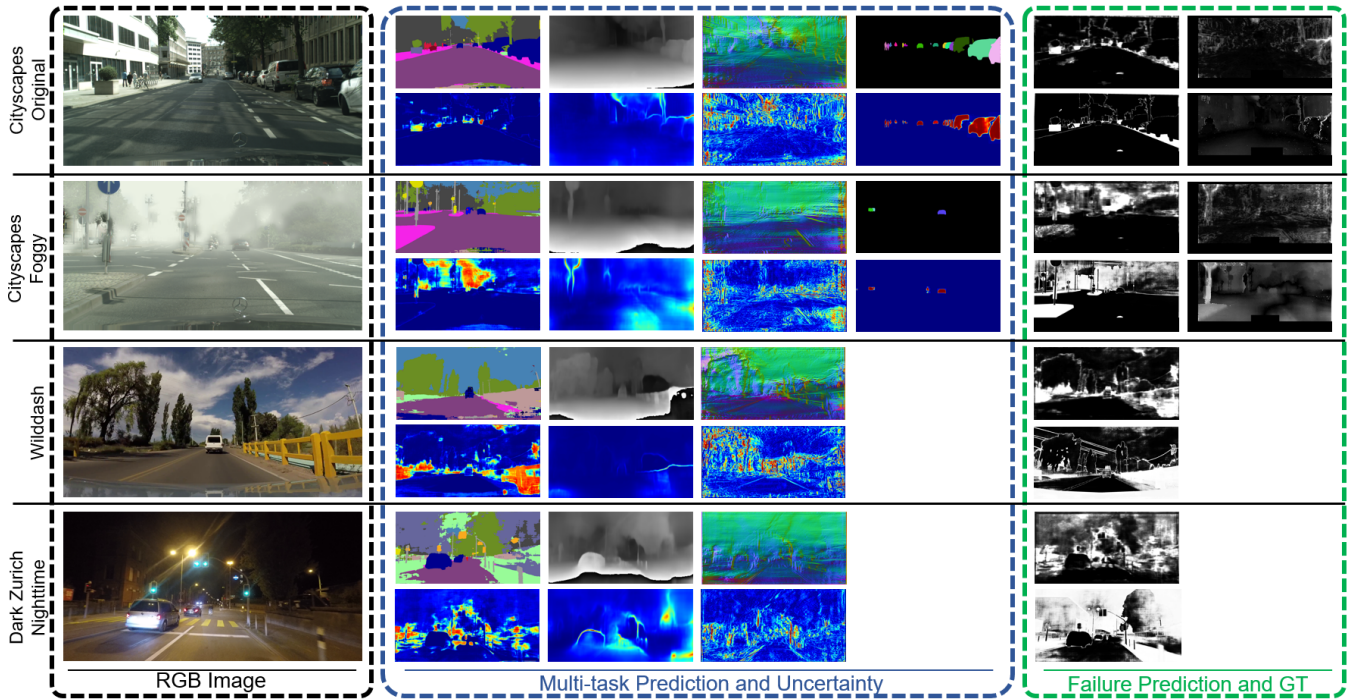 Cityscapes
Original
Cityscapes
Foggy
Wilddash
Dark Zurich
Nighttime
RGB Image
Multi-task Prediction and Uncertainty
Failure Prediction and GT